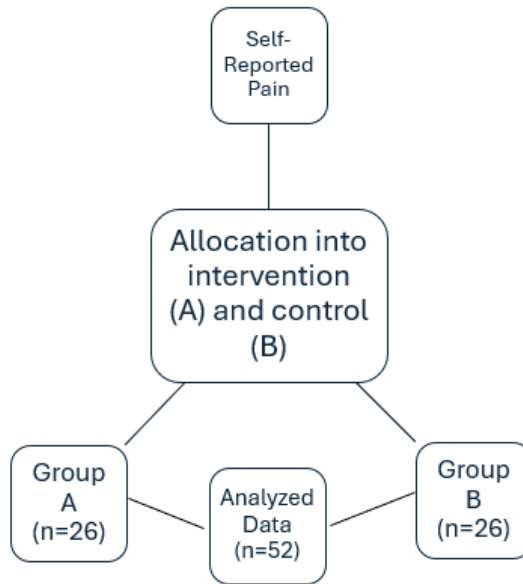 Self-
Reported
Pain
Allocation into
intervention
(A) and control
(B)
Group
A
(n=26)
Analyzed
Data
(n=52)
Group
B
(n=26)